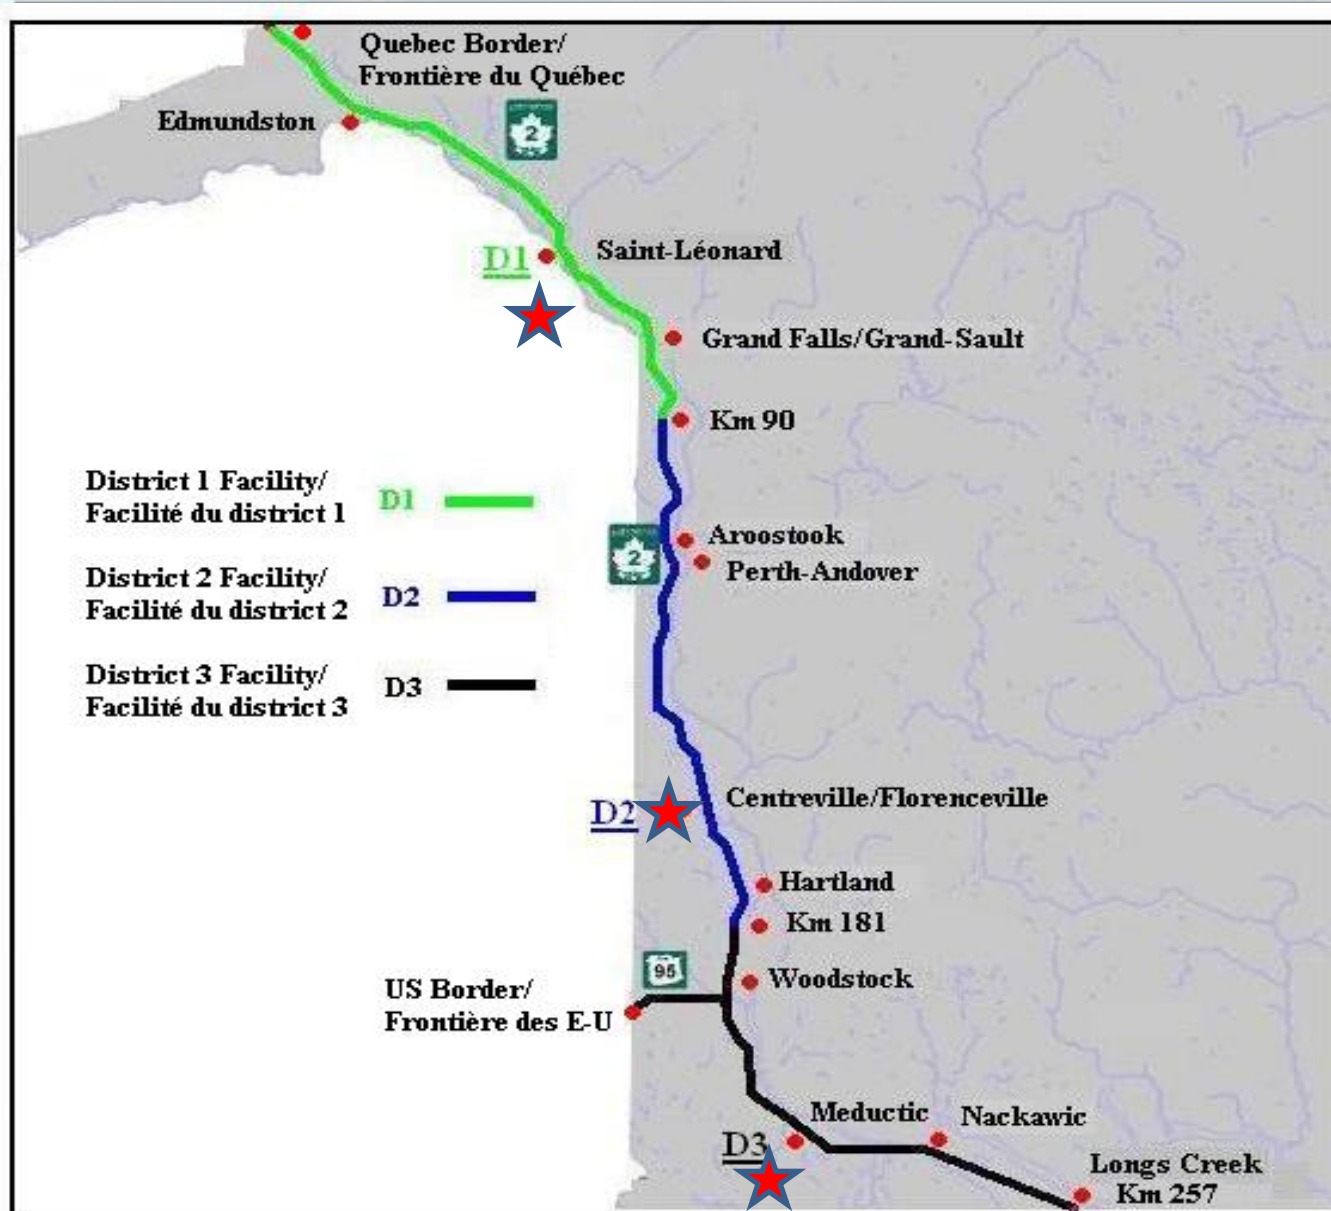 Quebec Border/
Frontière du Québec
Edmundston
2
D1
Saint-Léonard
Grand Falls/Grand-Sault
Km 90
District 1 Facility/
Facilité du district 1
D1
2
Aroostook
Perth-Andover
District 2 Facility/
Facilité du district 2
D2
District 3 Facility/
Facilité du district 3
D3
D2
Centreville/Florenceville
Hartland
Km 181
95
Woodstock
US Border/
Frontière des E-U
Meductic
Nackawic
D3
Longs Creek
Km 257